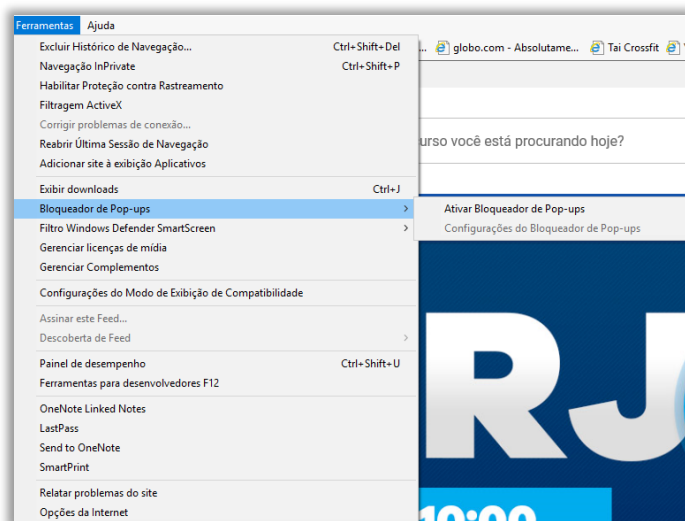 Ferramentas Ajuda
Excluir Histórico de Navegação... Ctrl+Shift+Del
... globo.com - Absolutame... Tai Crossfit
Navegação InPrivate Ctrl+Shift+P
Habilitar Proteção contra Rastreamento
Filtragem ActiveX
Corrigir problemas de conexão...
Reabrir Última Sessão de Navegação
urso você está procurando hoje?
Adicionar site à exibição Aplicativos
Exibir downloads Ctrl+J
Bloqueador de Pop-ups
Ativar Bloqueador de Pop-ups
Filtro Windows Defender SmartScreen
Configurações do Bloqueador de Pop-ups
Gerenciar licenças de mídia
Gerenciar Complementos
Configurações do Modo de Exibição de Compatibilidade
Assinar este Feed...
Descoberta de Feed
Painel de desempenho Ctrl+Shift+U
Ferramentas para desenvolvedores F12
RJ
OneNote Linked Notes
LastPass
Send to OneNote
SmartPrint
Relatar problemas do site
Opções da Internet